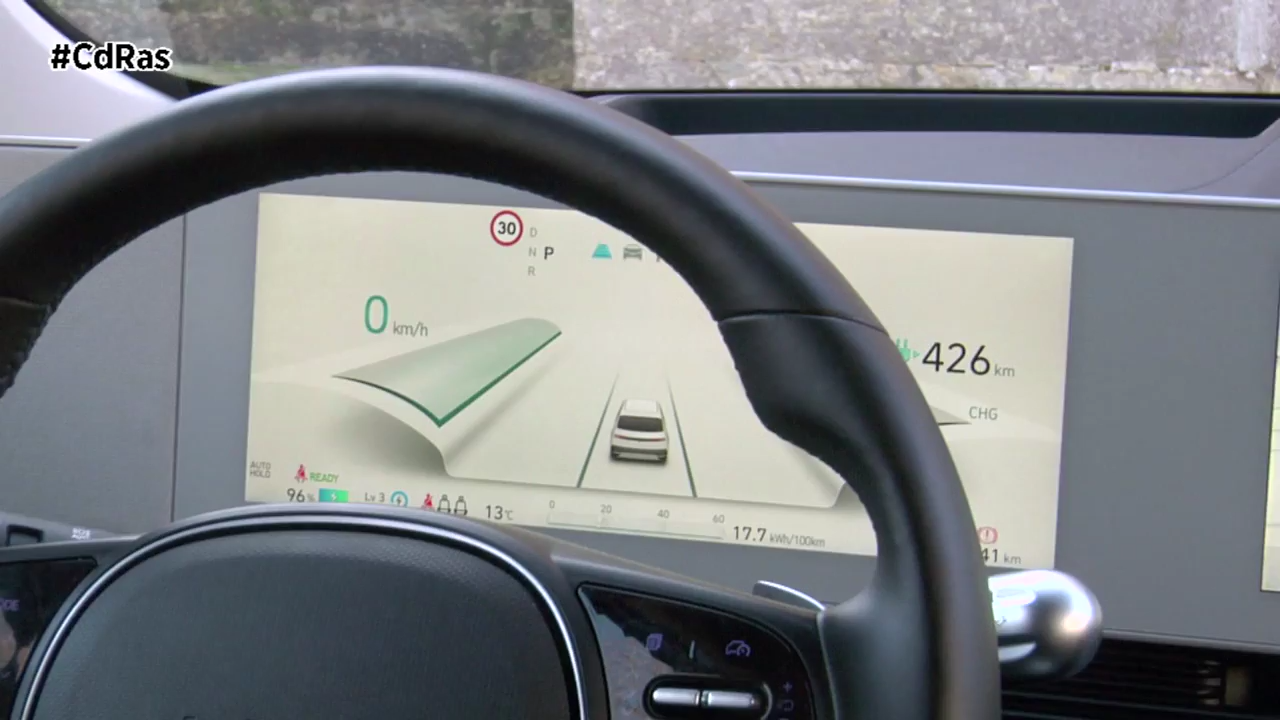 #CdRas
30
D
N P
R
0 km/h
426 km
CHG
AUTO
HOLD
READY
96%
Lv 3
13℃
0 20 40 60
17.7 kWh/100km
41 km